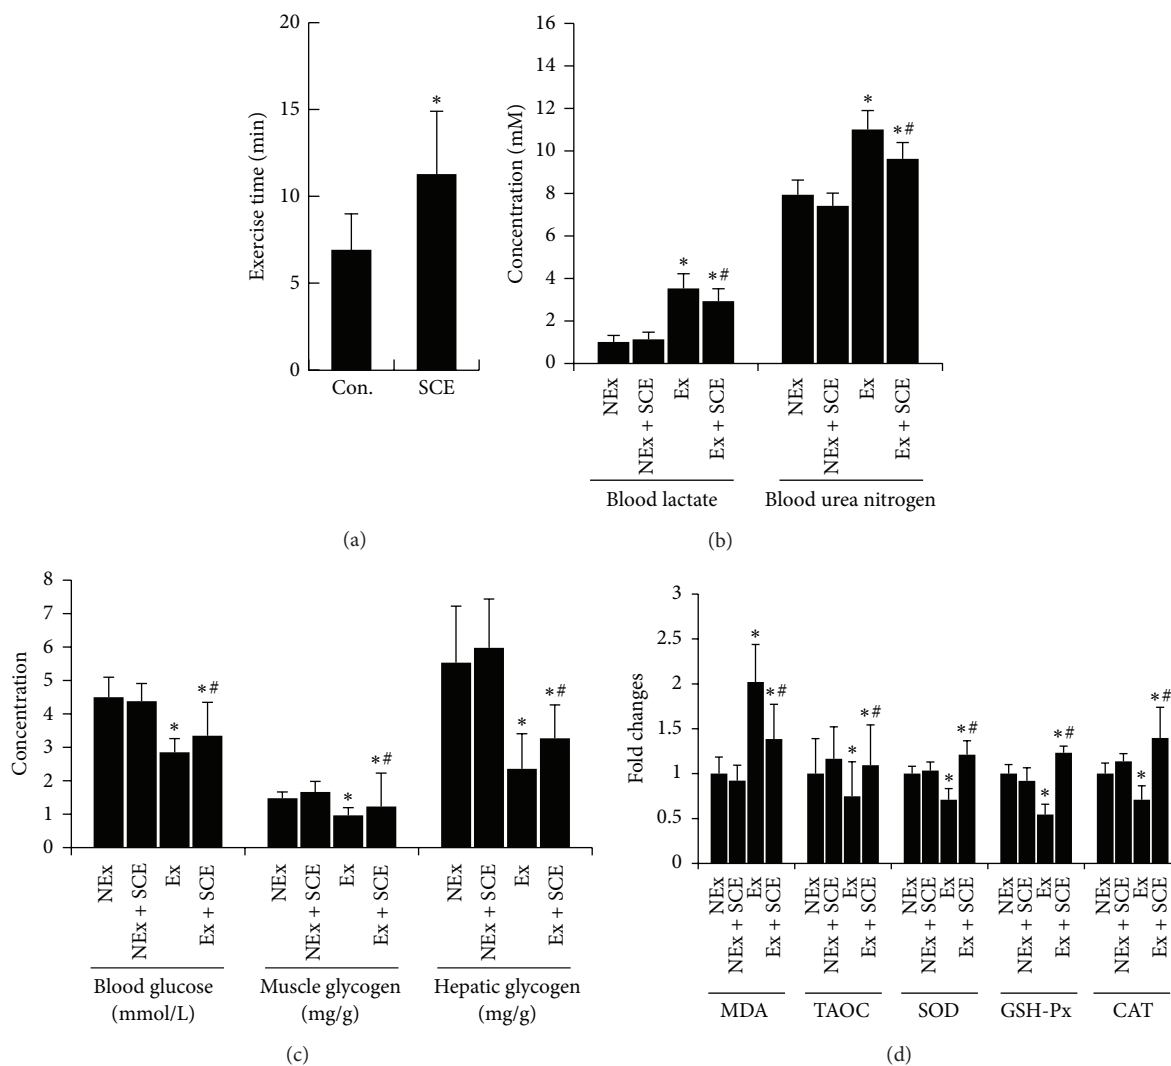 20
15
10
5
0
Exercise time (min)
*
Con.
SCE
(a)
16
14
12
10
8
6
4
2
0
Concentration (mM)
*
*#
*
*#
NEx
NEx + SCE
Ex
Ex + SCE
NEx
NEx + SCE
Ex
Ex + SCE
Blood lactate
Blood urea nitrogen
(b)
8
7
6
5
4
3
2
1
0
Concentration
*
*#
*
*#
*
*#
NEx
NEx + SCE
Ex
Ex + SCE
NEx
NEx + SCE
Ex
Ex + SCE
NEx
NEx + SCE
Ex
Ex + SCE
Blood glucose
(mmol/L)
Muscle glycogen
(mg/g)
Hepatic glycogen
(mg/g)
(c)
3
2.5
2
1.5
1
0.5
0
Fold changes
*
*#
*
*#
*
*#
*
*#
*
*#
NEx
NEx + SCE
Ex
Ex + SCE
NEx
NEx + SCE
Ex
Ex + SCE
NEx
NEx + SCE
Ex
Ex + SCE
NEx
NEx + SCE
Ex
Ex + SCE
NEx
NEx + SCE
Ex
Ex + SCE
MDA
TAOC
SOD
GSH-Px
CAT
(d)